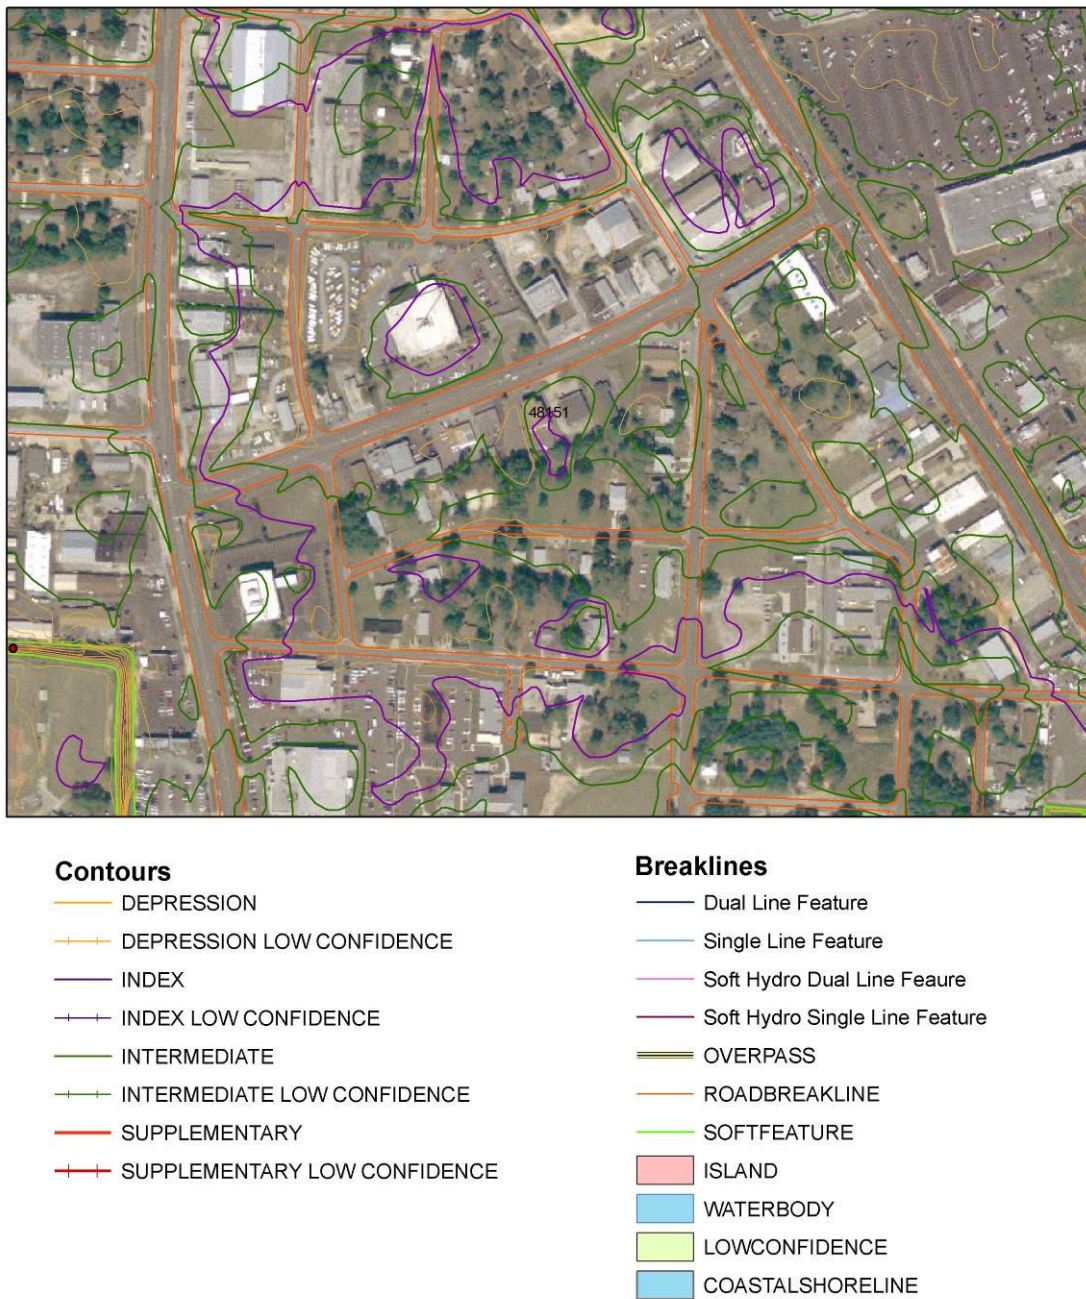 48151
Contours
DEPRESSION
DEPRESSION LOW CONFIDENCE
INDEX
INDEX LOW CONFIDENCE
INTERMEDIATE
INTERMEDIATE LOW CONFIDENCE
SUPPLEMENTARY
SUPPLEMENTARY LOW CONFIDENCE
Breaklines
Dual Line Feature
Single Line Feature
Soft Hydro Dual Line Feaure
Soft Hydro Single Line Feature
OVERPASS
ROADBREAKLINE
SOFTFEATURE
ISLAND
WATERBODY
LOWCONFIDENCE
COASTALSHORELINE